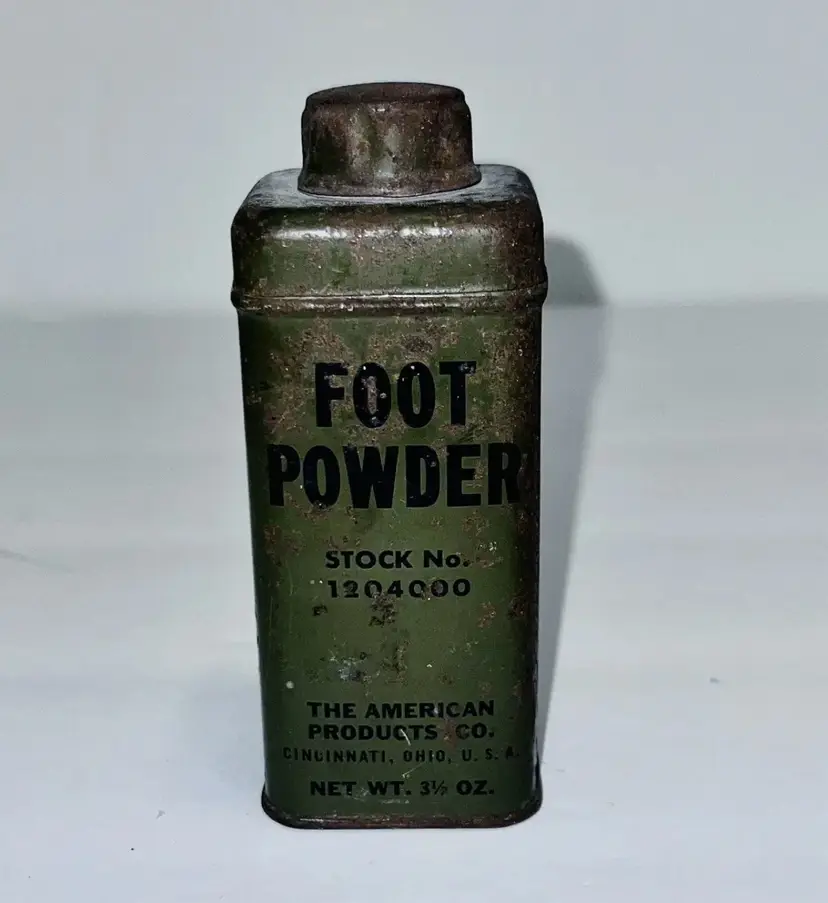 FOOT
POWDER
STOCK No.
1204000
THE AMERICAN
PRODUCTS CO.
CINCINNATI, OHIO, U. S. A.
NET WT. 3½ OZ.